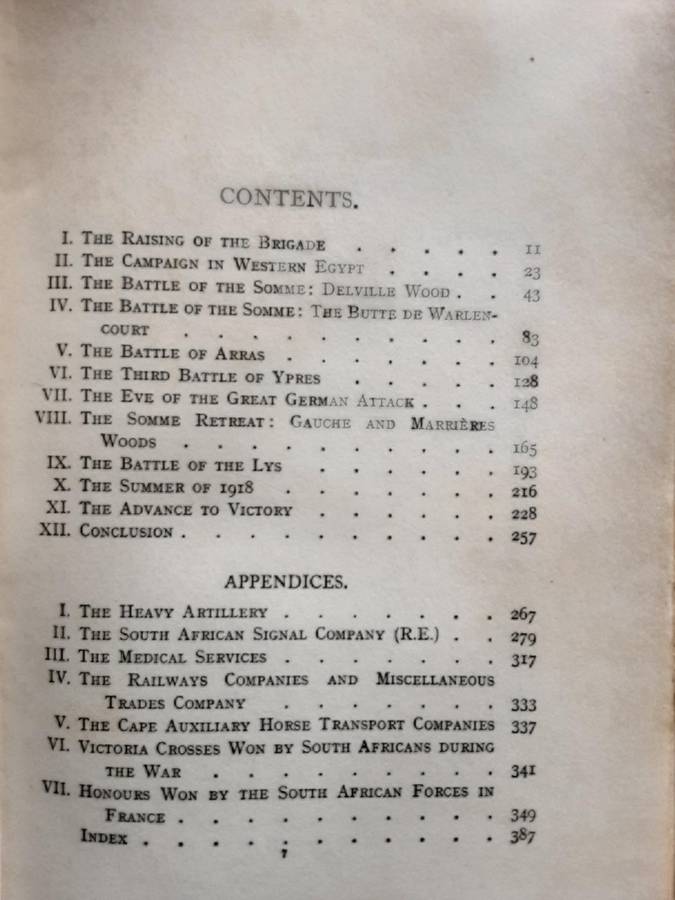 CONTENTS.
I. The Raising of the Brigade . . . . . 11
II. The Campaign in Western Egypt . . . . 23
III. The Battle of the Somme: Delville Wood . . 43
IV. The Battle of the Somme: The Butte de Warlen-
court . . . . . . . . . . 83
V. The Battle of Arras . . . . . . . 104
VI. The Third Battle of Ypres . . . . . 128
VII. The Eve of the Great German Attack . . . 148
VIII. The Somme Retreat: Gauche and Marrières
Woods . . . . . . . . . . 165
IX. The Battle of the Lys . . . . . . 193
X. The Summer of 1918 . . . . . . . 216
XI. The Advance to Victory . . . . . . 228
XII. Conclusion . . . . . . . . . . 257
APPENDICES.
I. The Heavy Artillery . . . . . . . 267
II. The South African Signal Company (R.E.) . . 279
III. The Medical Services . . . . . . . 317
IV. The Railways Companies and Miscellaneous
Trades Company . . . . . . . 333
V. The Cape Auxiliary Horse Transport Companies 337
VI. Victoria Crosses Won by South Africans during
the War . . . . . . . . . 341
VII. Honours Won by the South African Forces in
France . . . . . . . . . . 349
Index . . . . . . . . . . . 387
7